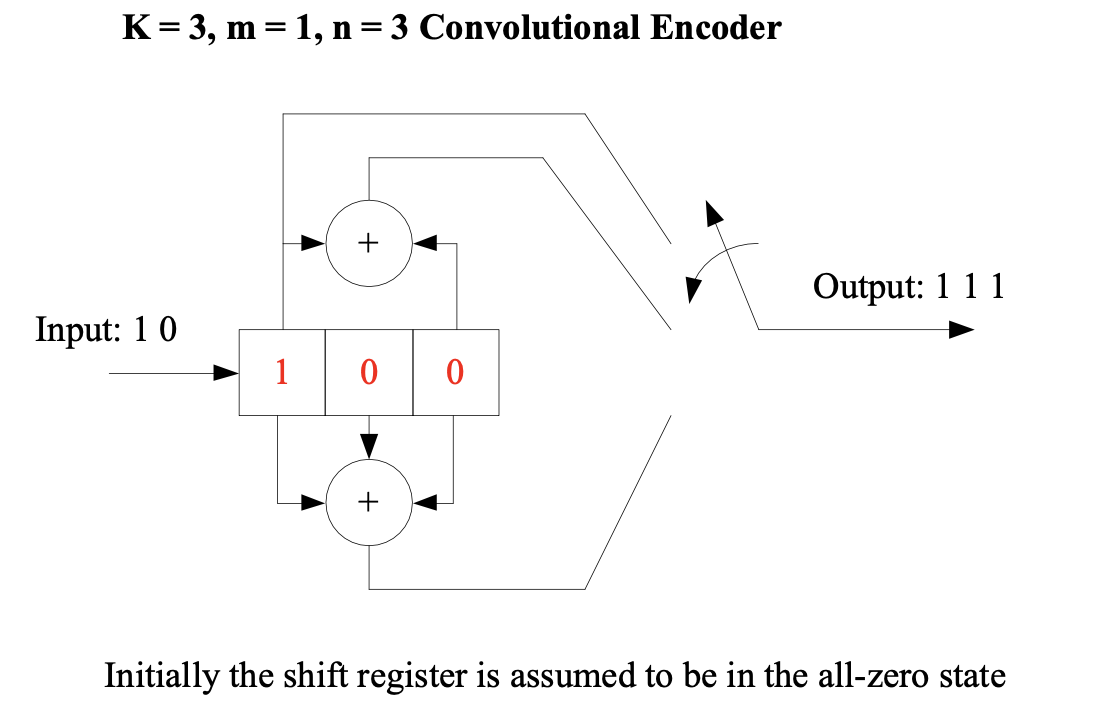 K = 3, m = 1, n = 3 Convolutional Encoder
+
Output: 1 1 1
Input: 1 0
1 0 0
+
Initially the shift register is assumed to be in the all-zero state